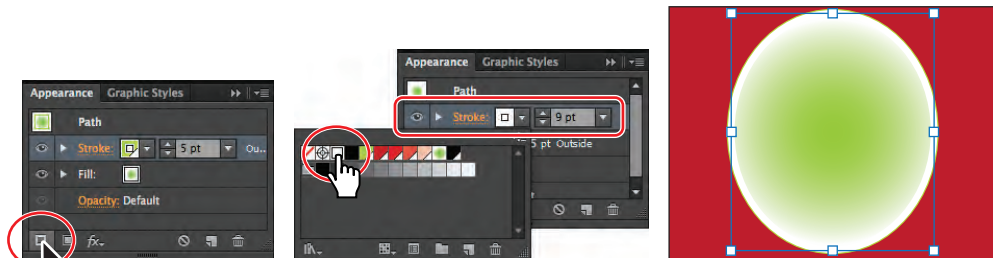 Appearance Graphic Styles
Path
Stroke: 5 pt Ou..
Fill:
Opacity: Default
fx.
Appearance Graphic Styles
Path
Stroke: 9 pt
5 pt Outside